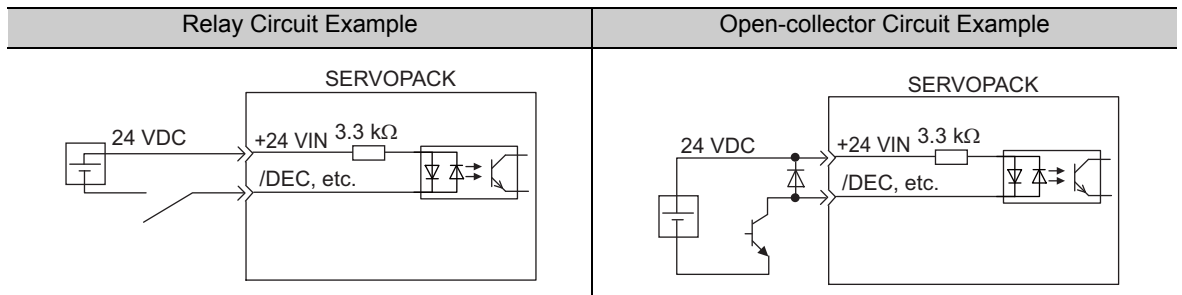 Relay Circuit Example
Open-collector Circuit Example
SERVOPACK
24 VDC
+24 VIN
3.3 kΩ
/DEC, etc.
SERVOPACK
24 VDC
+24 VIN
3.3 kΩ
/DEC, etc.